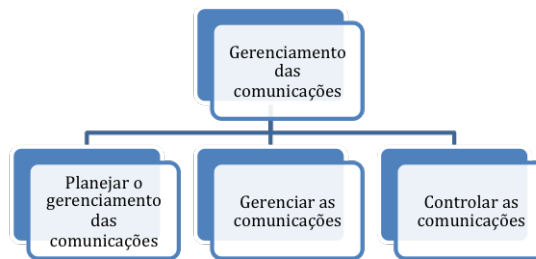 Gerenciamento
das
comunicações
Planejar o
gerenciamento
das
comunicações
Gerenciar as
comunicações
Controlar as
comunicações